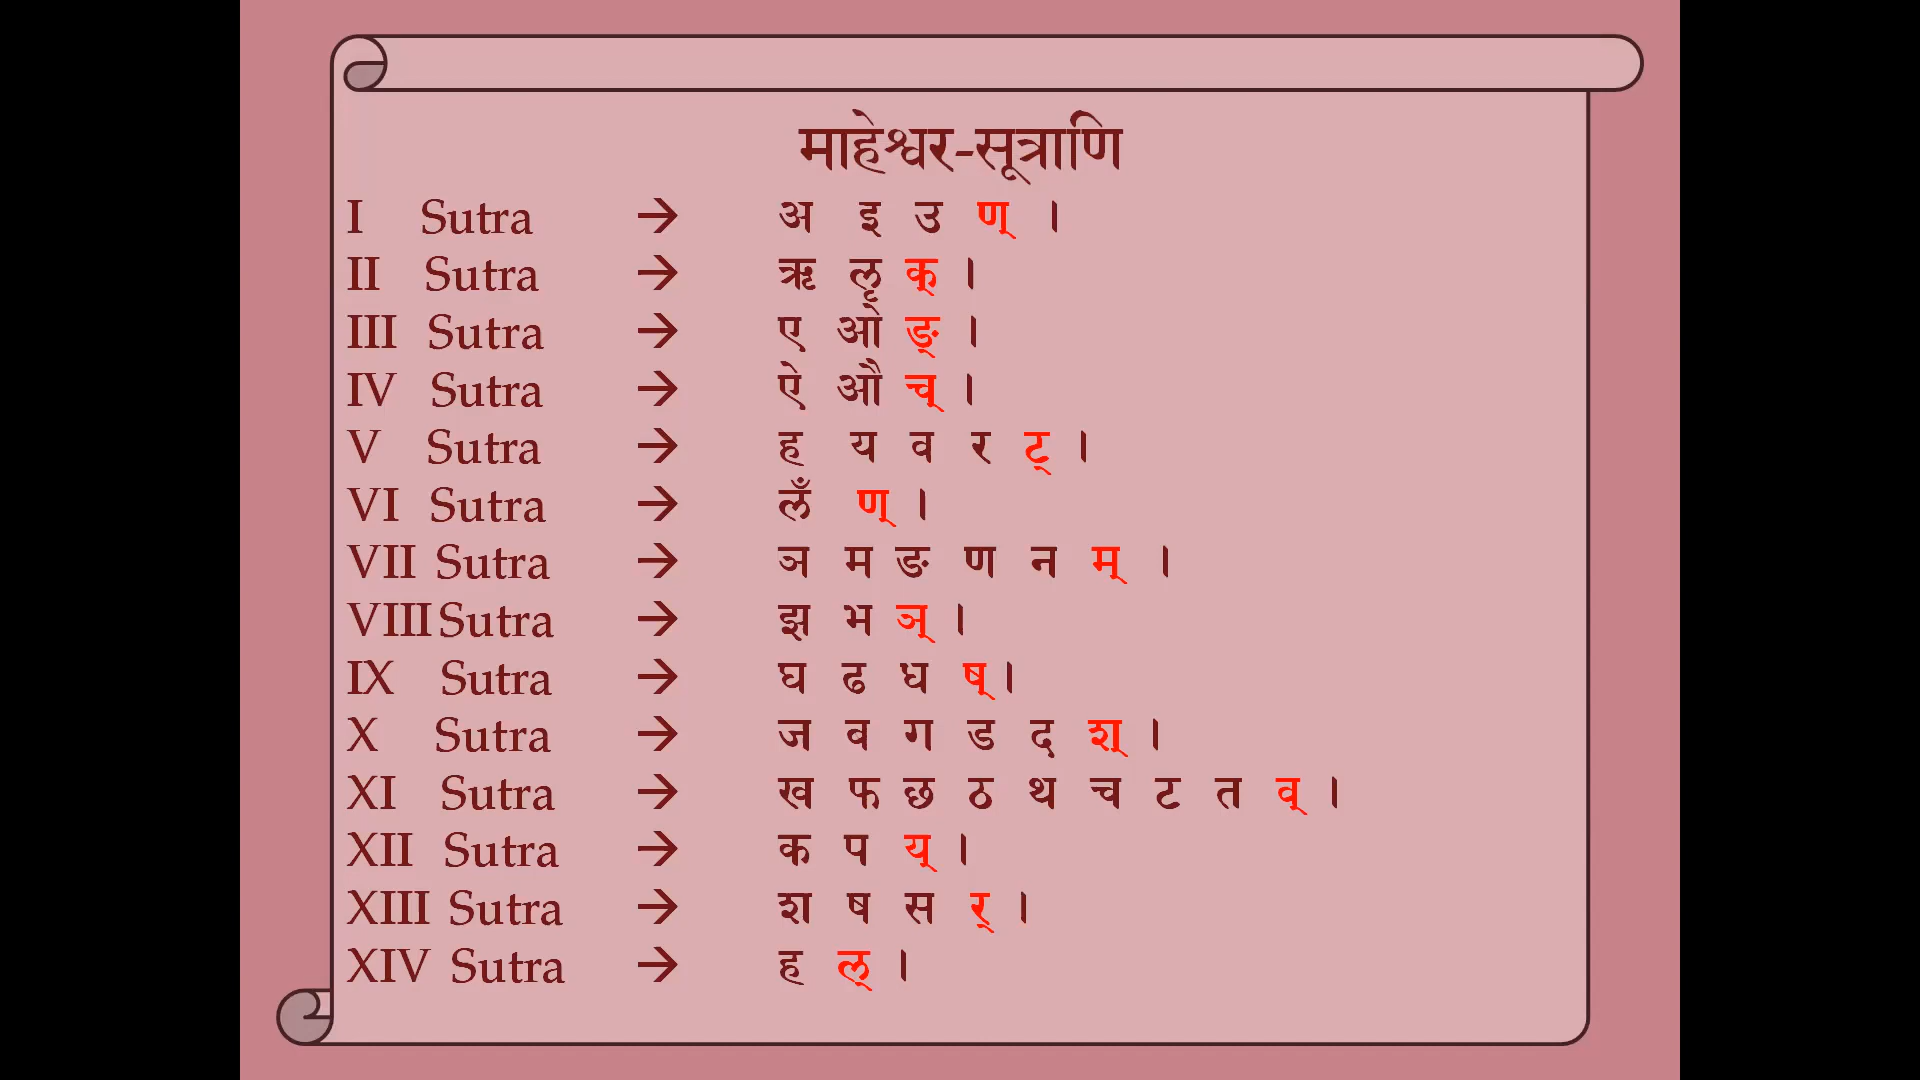 माहेश्वर-सूत्राणि
I Sutra → अ इ उ ण् ।
II Sutra → ऋ ऌ क् ।
III Sutra → ए ओ ङ् ।
IV Sutra → ऐ औ च् ।
V Sutra → ह य व र ट् ।
VI Sutra → लँ ण् ।
VII Sutra → ञ म ङ ण न म् ।
VIII Sutra → झ भ ञ् ।
IX Sutra → घ ढ ध ष् ।
X Sutra → ज व ग ड द श् ।
XI Sutra → ख फ छ ठ थ च ट त व् ।
XII Sutra → क प य् ।
XIII Sutra → श ष स र् ।
XIV Sutra → ह ल् ।